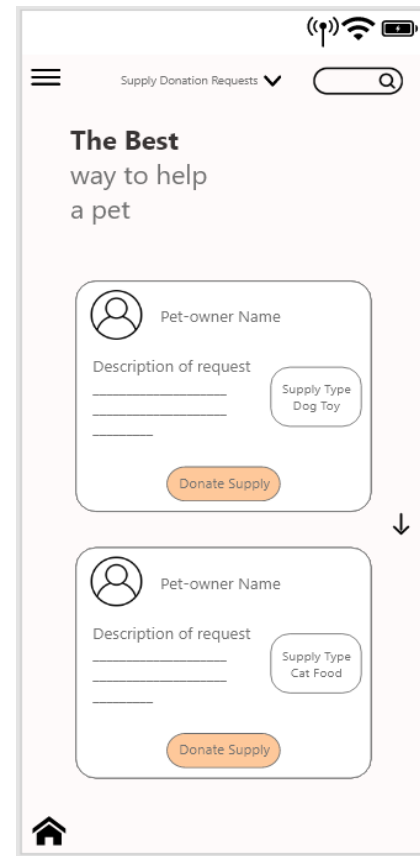 Supply Donation Requests
The Best
way to help
a pet
Pet-owner Name
Description of request
Supply Type
Dog Toy
Donate Supply
Pet-owner Name
Description of request
Supply Type
Cat Food
Donate Supply